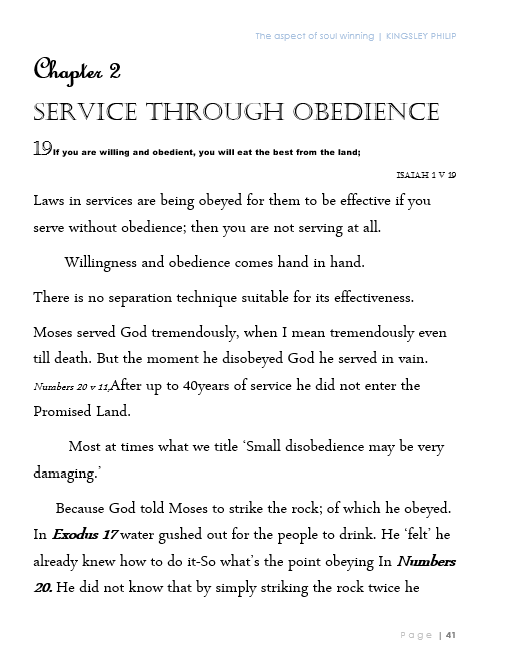 The aspect of soul winning | KINGSLEY PHILIP
Chapter 2
SERVICE THROUGH OBEDIENCE
19If you are willing and obedient, you will eat the best from the land;
ISAIAH 1 V 19
Laws in services are being obeyed for them to be effective if you
serve without obedience; then you are not serving at all.
Willingness and obedience comes hand in hand.
There is no separation technique suitable for its effectiveness.
Moses served God tremendously, when I mean tremendously even
till death. But the moment he disobeyed God he served in vain.
Numbers 20 v 11,After up to 40years of service he did not enter the
Promised Land.
Most at times what we title ‘Small disobedience may be very
damaging.’
Because God told Moses to strike the rock; of which he obeyed.
In Exodus 17 water gushed out for the people to drink. He ‘felt’ he
already knew how to do it-So what’s the point obeying In Numbers
20. He did not know that by simply striking the rock twice he
Page | 41